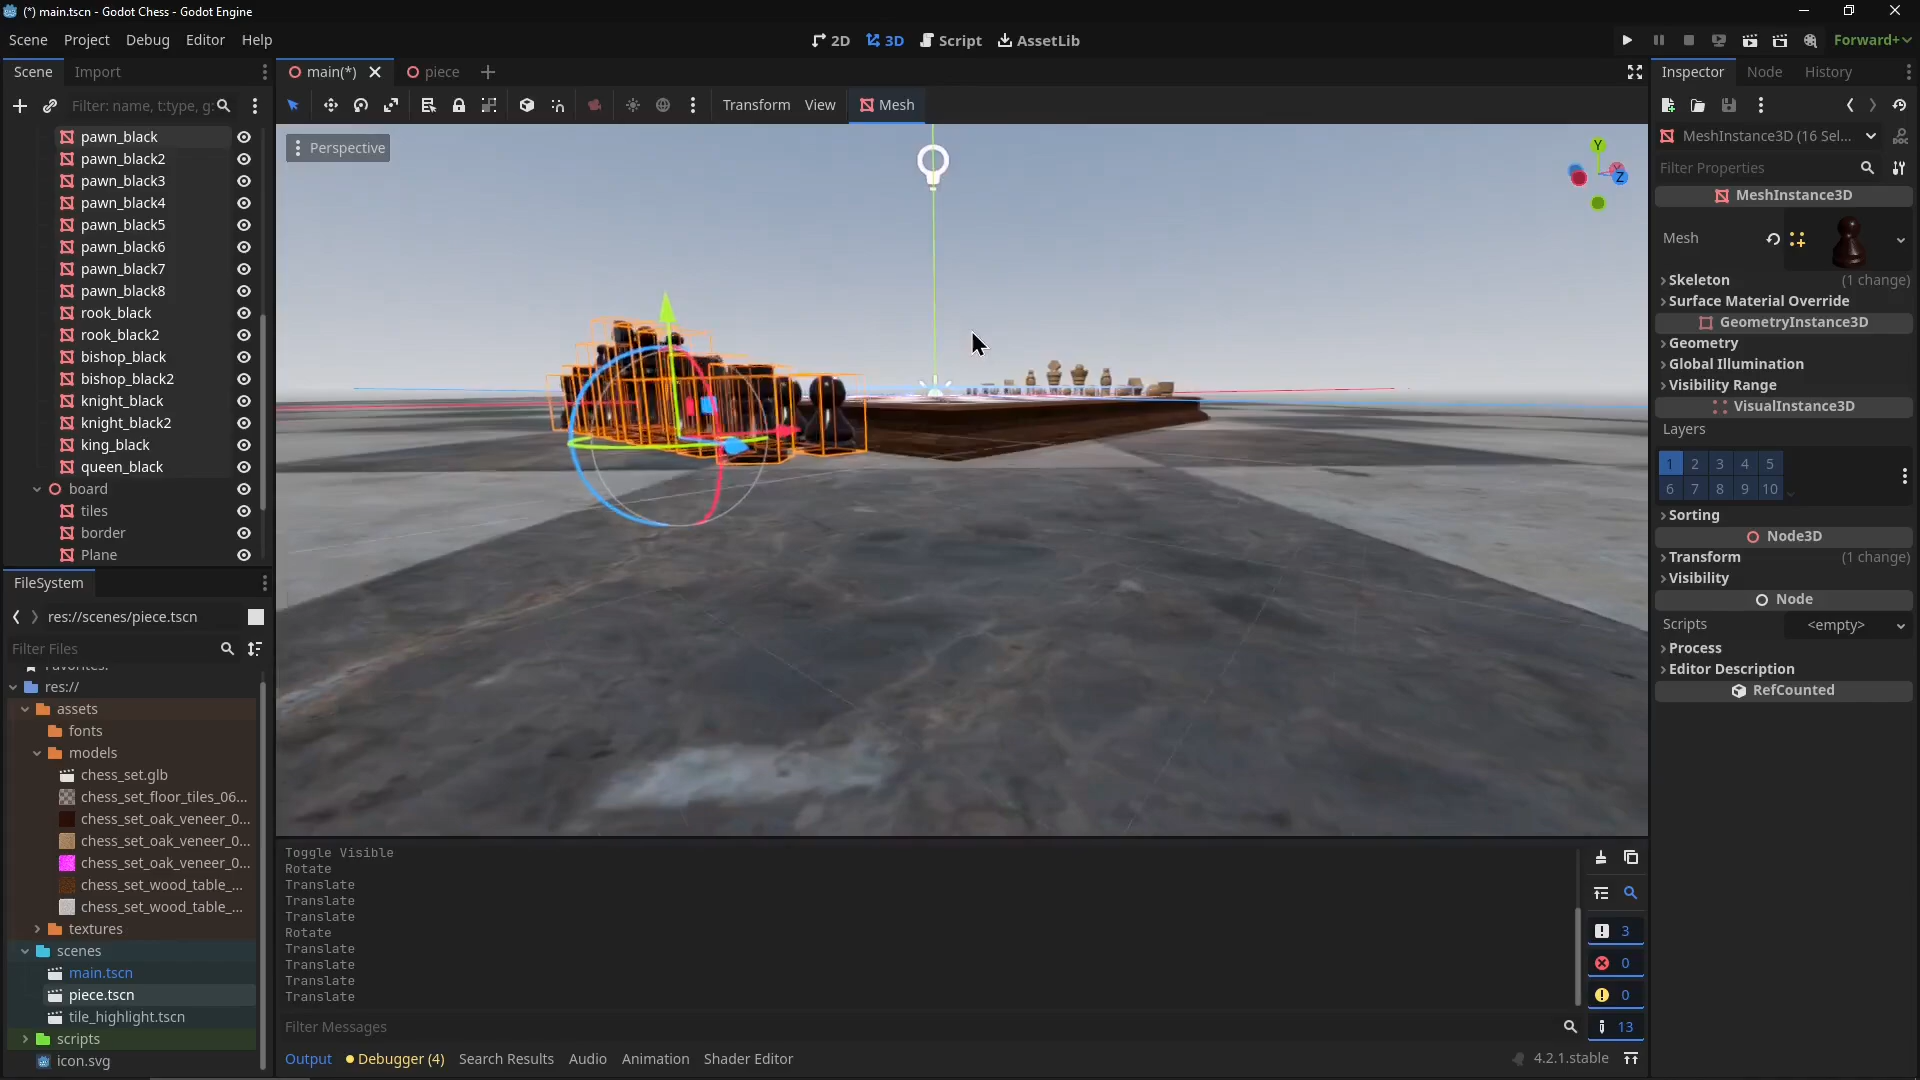 (*) main.tscn - Godot Chess - Godot Engine
Scene Project Debug Editor Help
2D 3D Script AssetLib
Forward+
Scene Import
main(*) piece
Inspector Node History
Filter: name, t:type, g:
Transform View Mesh
pawn_black
pawn_black2
pawn_black3
pawn_black4
pawn_black5
pawn_black6
pawn_black7
pawn_black8
rook_black
rook_black2
bishop_black
bishop_black2
knight_black
knight_black2
king_black
queen_black
board
tiles
border
Plane
FileSystem
res://scenes/piece.tscn
Filter Files
Favorites:
res://
assets
fonts
models
chess_set.glb
chess_set_floor_tiles_06...
chess_set_oak_veneer_0...
chess_set_oak_veneer_0...
chess_set_oak_veneer_0...
chess_set_wood_table_...
chess_set_wood_table_...
textures
scenes
main.tscn
piece.tscn
tile_highlight.tscn
scripts
icon.svg
Perspective
Y
Z
Toggle Visible
Rotate
Translate
Translate
Translate
Rotate
Translate
Translate
Translate
Translate
Filter Messages
3
0
0
13
Output Debugger (4) Search Results Audio Animation Shader Editor
4.2.1.stable
MeshInstance3D (16 Sel...
Filter Properties
MeshInstance3D
Mesh
Skeleton (1 change)
Surface Material Override
GeometryInstance3D
Geometry
Global Illumination
Visibility Range
VisualInstance3D
Layers
1 2 3 4 5
6 7 8 9 10
Sorting
Node3D
Transform (1 change)
Visibility
Node
Scripts <empty>
Process
Editor Description
RefCounted